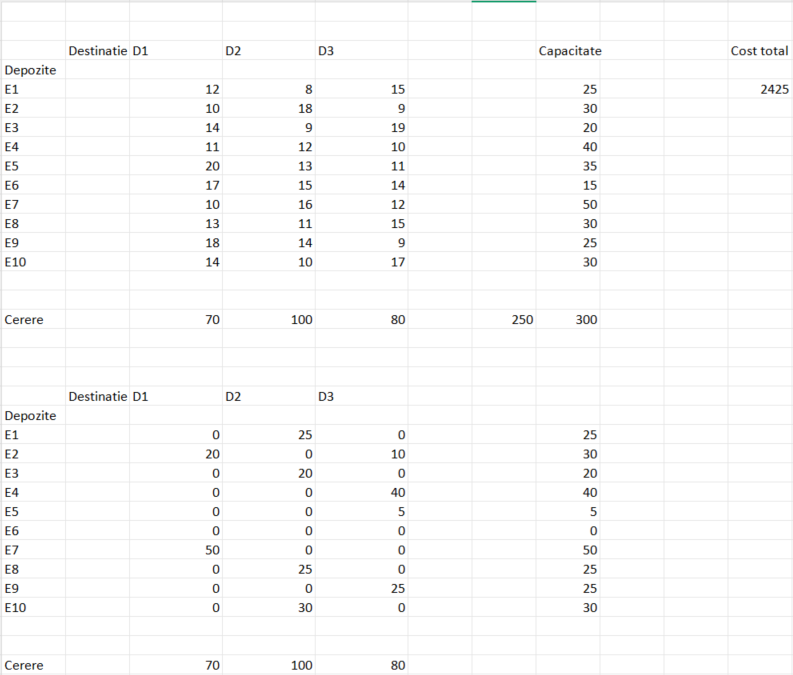 Destinatie D1 D2 D3 Capacitate Cost total
Depozite
E1 12 8 15 25 2425
E2 10 18 9 30
E3 14 9 19 20
E4 11 12 10 40
E5 20 13 11 35
E6 17 15 14 15
E7 10 16 12 50
E8 13 11 15 30
E9 18 14 9 25
E10 14 10 17 30
Cerere 70 100 80 250 300
Destinatie D1 D2 D3
Depozite
E1 0 25 0 25
E2 20 0 10 30
E3 0 20 0 20
E4 0 0 40 40
E5 0 0 5 5
E6 0 0 0 0
E7 50 0 0 50
E8 0 25 0 25
E9 0 0 25 25
E10 0 30 0 30
Cerere 70 100 80